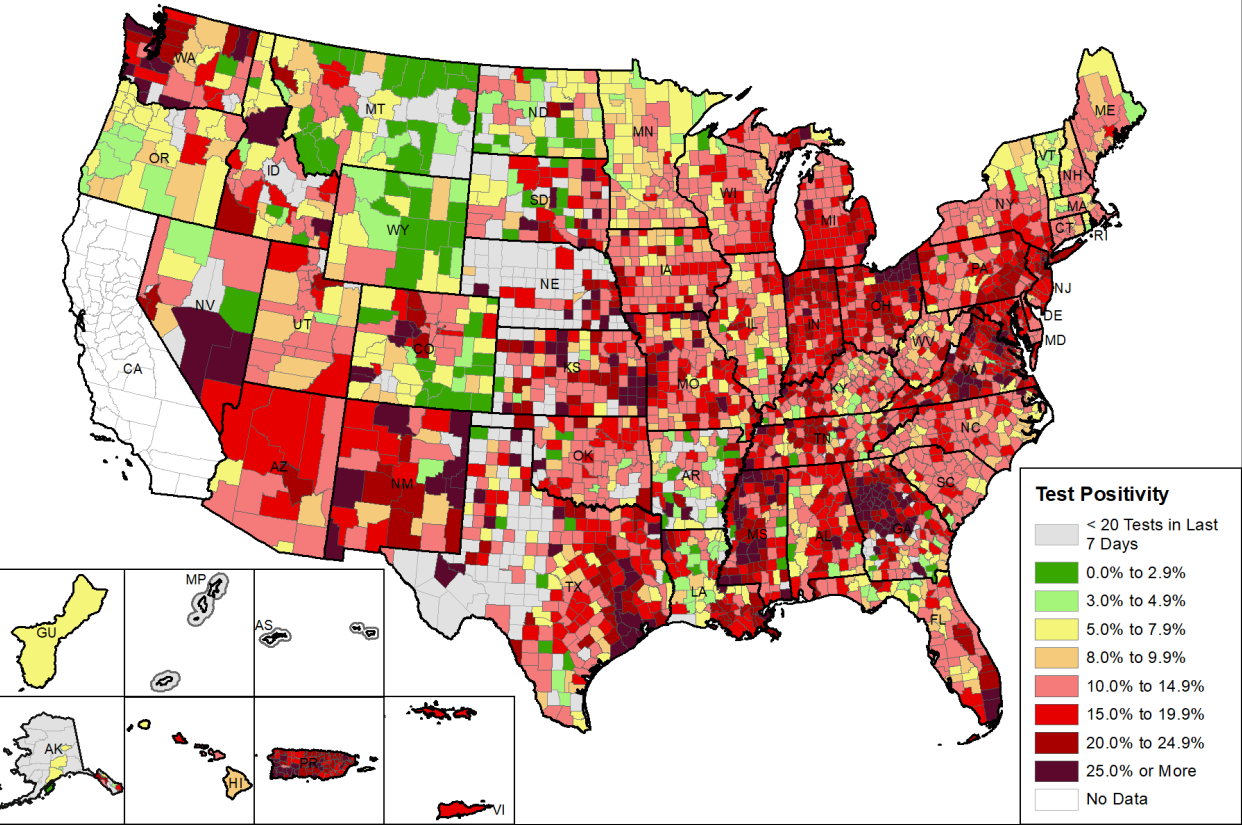 WA
MT
ND
MN
ME
OR
ID
SD
WI
MI
VT
NH
NY
MA
CT
RI
WY
NE
IA
PA
NJ
NV
UT
CO
IL
IN
OH
DE
MD
WV
CA
KS
MO
KY
VA
AZ
NM
OK
AR
TN
NC
SC
MS
AL
GA
TX
LA
FL
GU
MP
AS
AK
HI
PR
VI
Test Positivity
< 20 Tests in Last
7 Days
0.0% to 2.9%
3.0% to 4.9%
5.0% to 7.9%
8.0% to 9.9%
10.0% to 14.9%
15.0% to 19.9%
20.0% to 24.9%
25.0% or More
No Data